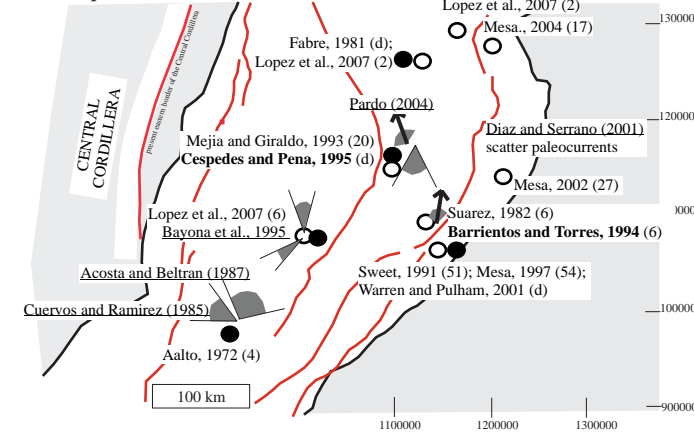 Lopez et al., 2007 (2)
Mesa., 2004 (17)
130000
Fabre, 1981 (d);
Lopez et al., 2007 (2)
present eastern border of the Central Cordillera
CENTRAL
CORDILLERA
Pardo (2004)
120000
Diaz and Serrano (2001)
scatter paleocurrents
Mejia and Giraldo, 1993 (20)
Cespedes and Pena, 1995 (d)
Mesa, 2002 (27)
0000
Lopez et al., 2007 (6)
Bayona et al., 1995
Suarez, 1982 (6)
Barrientos and Torres, 1994 (6)
Acosta and Beltran (1987)
Sweet, 1991 (51); Mesa, 1997 (54);
Warren and Pulham, 2001 (d)
Cuervos and Ramirez (1985)
100000
Aalto, 1972 (4)
100 km
900000
1100000
1200000
1300000